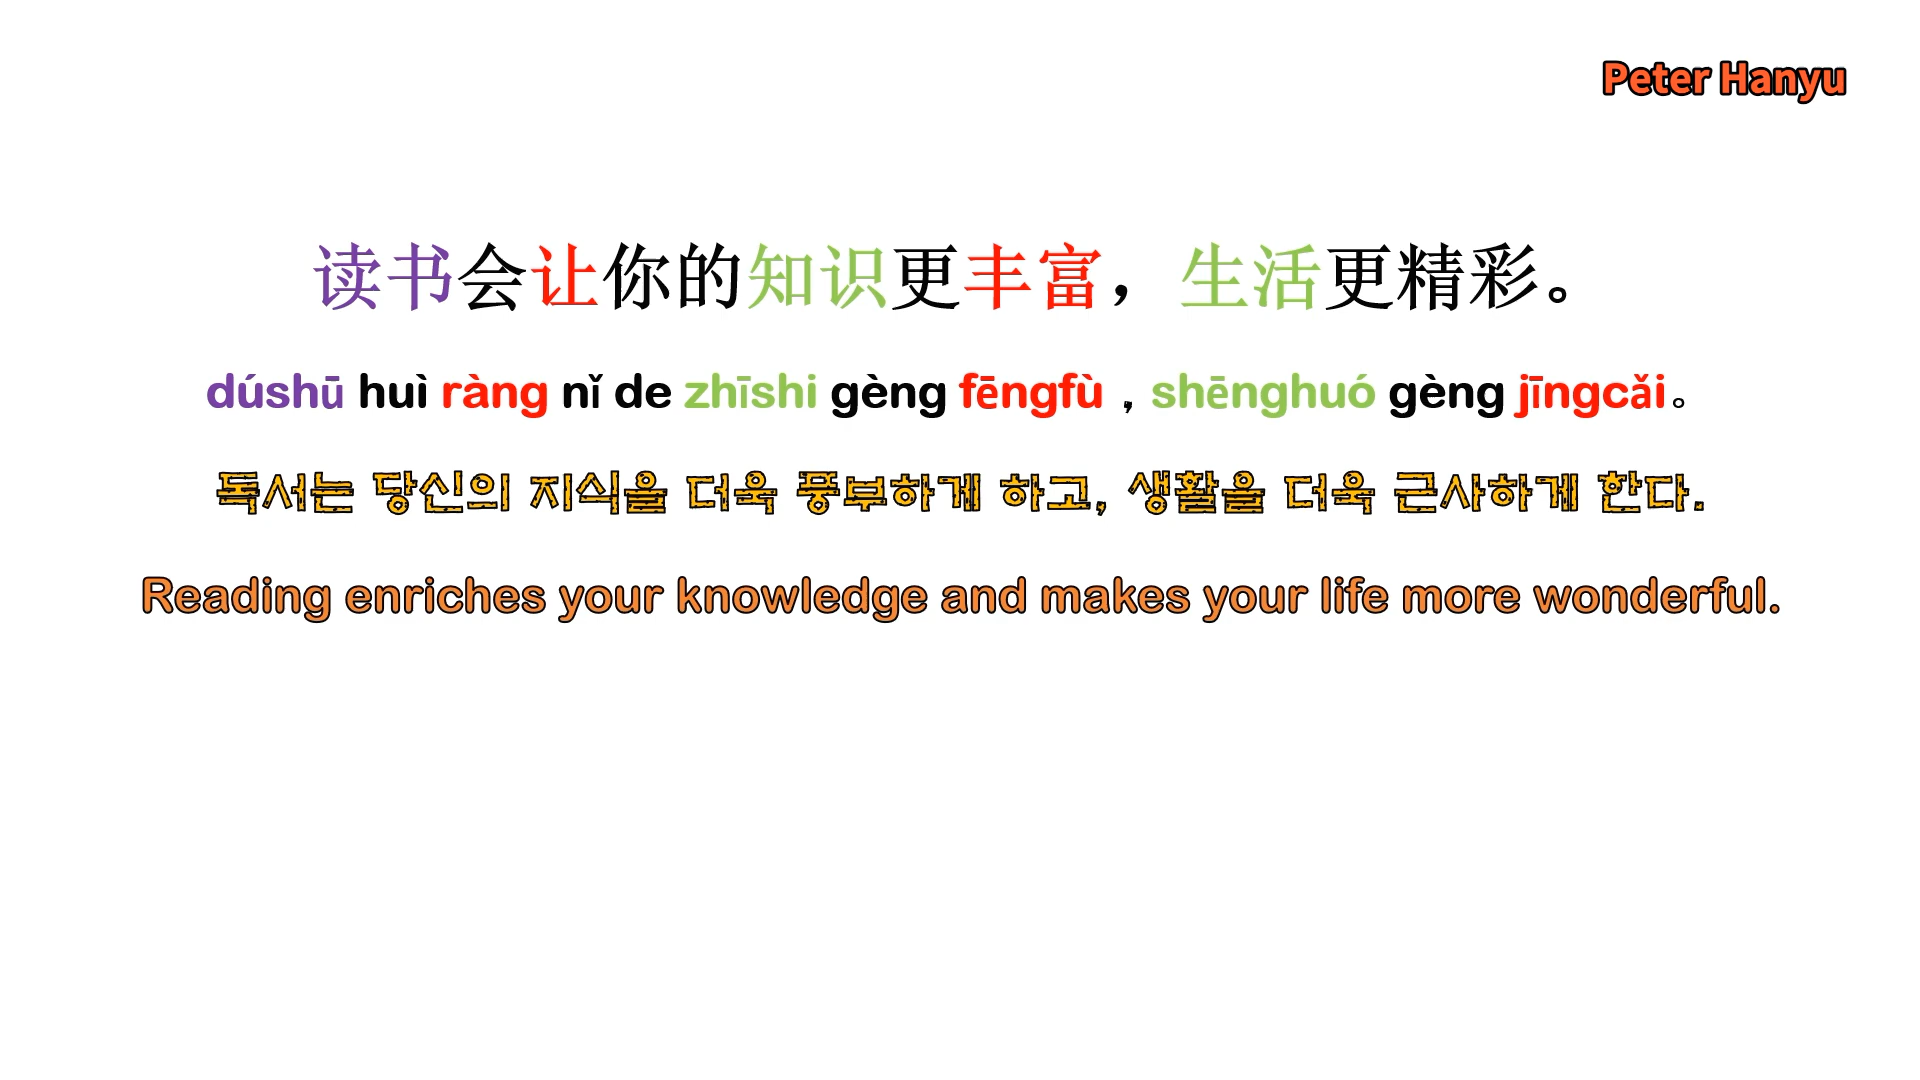 Peter Hanyu
读书会让你的知识更丰富，生活更精彩。
dúshū huì ràng nǐ de zhīshi gèng fēngfù，shēnghuó gèng jīngcǎi。
독서는 당신의 지식을 더욱 풍부하게 하고, 생활을 더욱 근사하게 한다.
Reading enriches your knowledge and makes your life more wonderful.